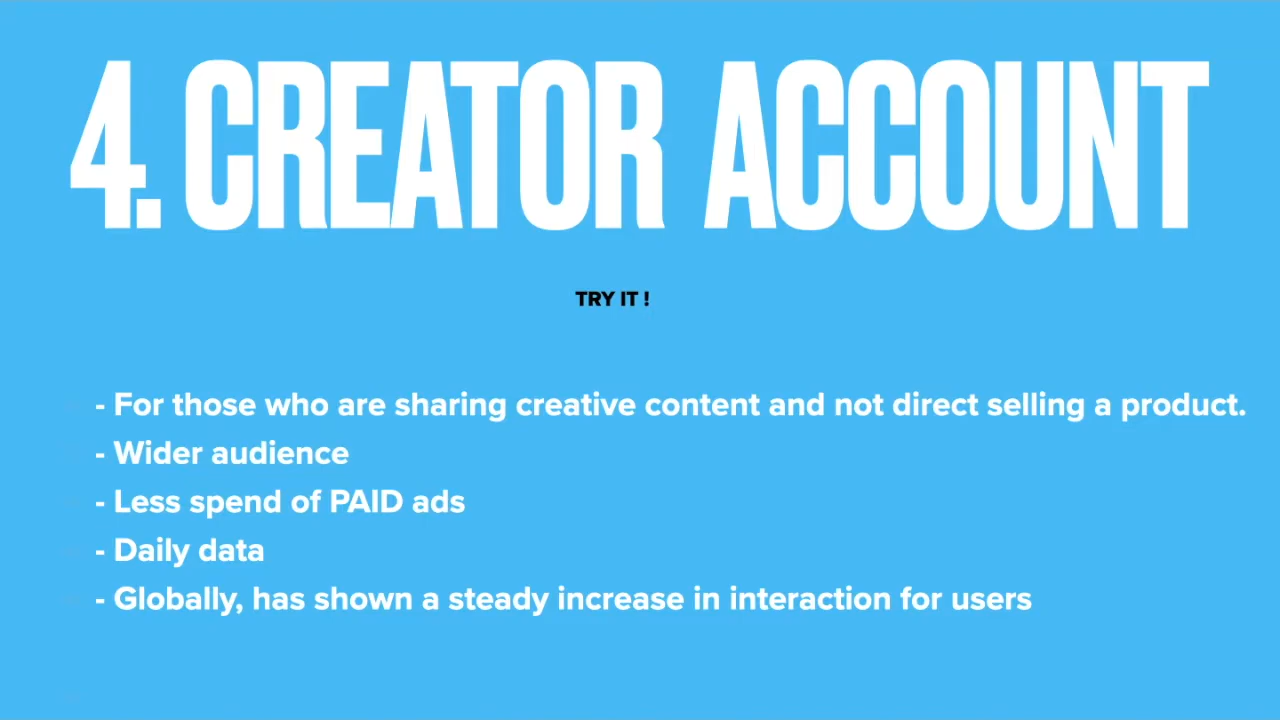 4. CREATOR ACCOUNT
TRY IT !
- For those who are sharing creative content and not direct selling a product.
- Wider audience
- Less spend of PAID ads
- Daily data
- Globally, has shown a steady increase in interaction for users